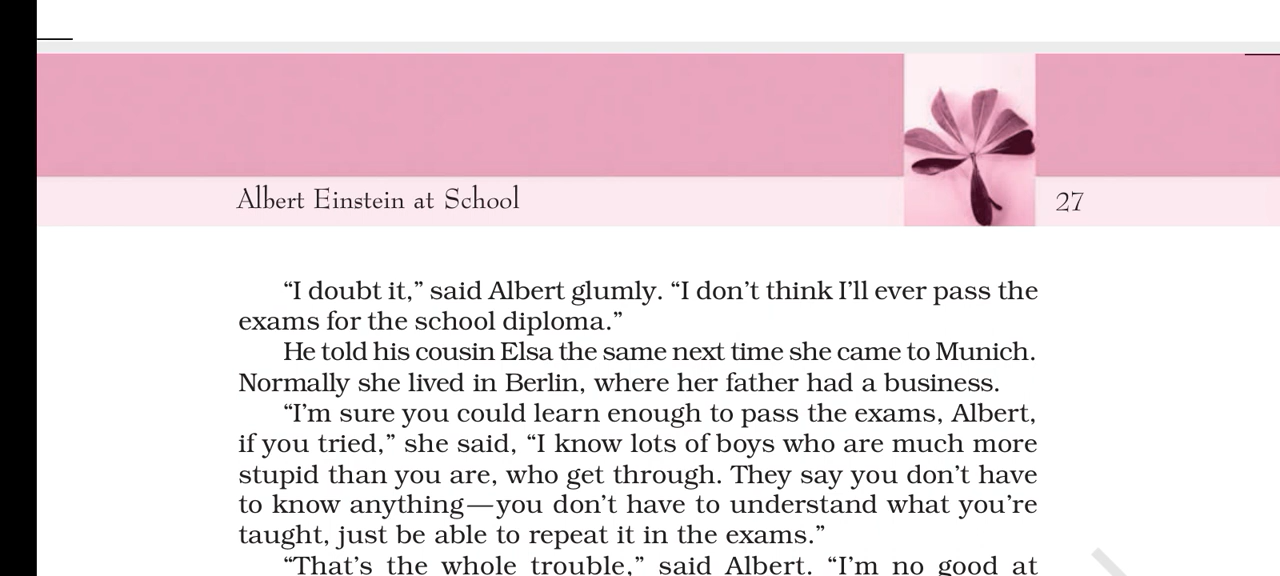 Albert Einstein at School
27
“I doubt it,” said Albert glumly. “I don’t think I’ll ever pass the
exams for the school diploma.”
He told his cousin Elsa the same next time she came to Munich.
Normally she lived in Berlin, where her father had a business.
“I’m sure you could learn enough to pass the exams, Albert,
if you tried,” she said, “I know lots of boys who are much more
stupid than you are, who get through. They say you don’t have
to know anything—you don’t have to understand what you’re
taught, just be able to repeat it in the exams.”
“That’s the whole trouble,” said Albert. “I’m no good at